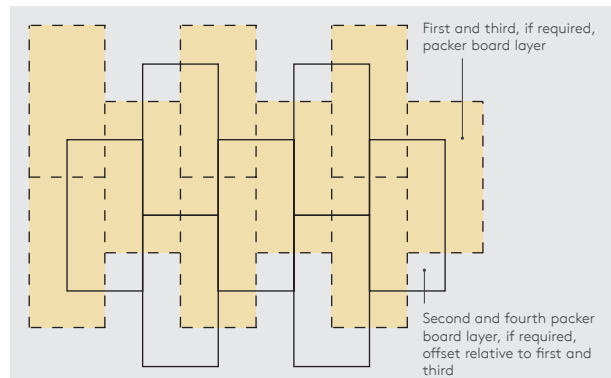 First and third, if required,
packer board layer
Second and fourth packer
board layer, if required,
offset relative to first and
third